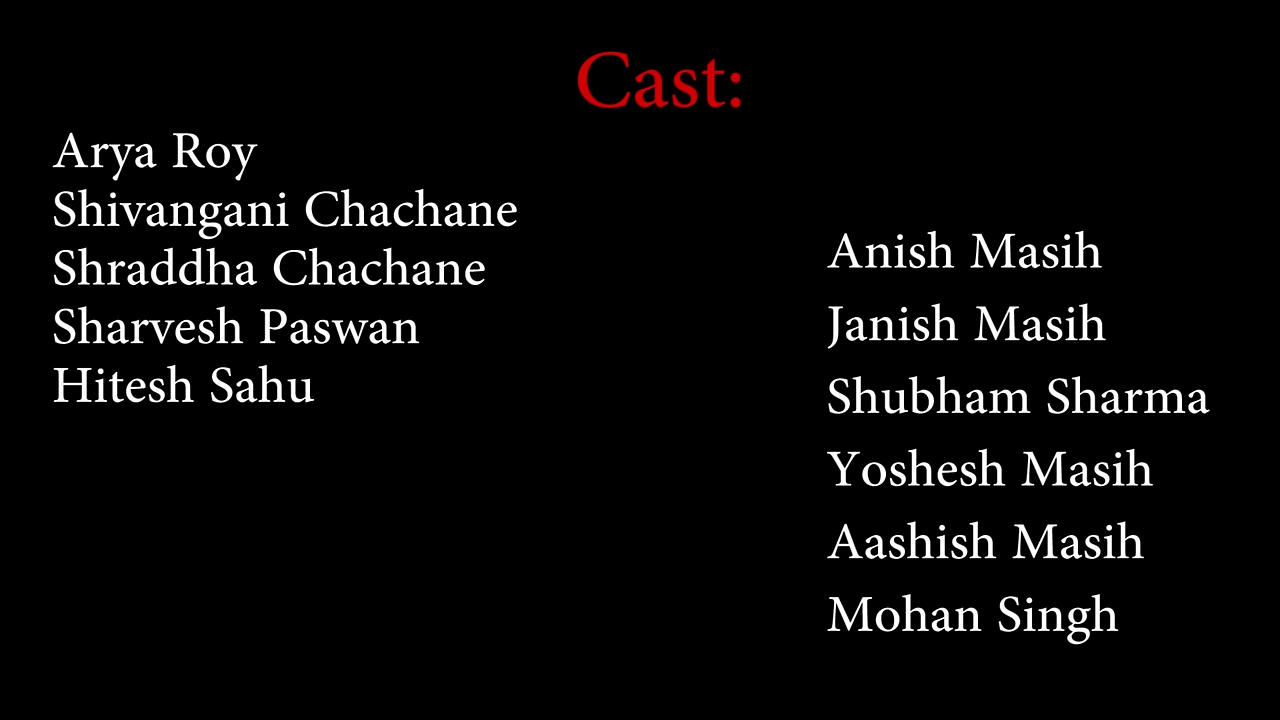 Cast:
Arya Roy
Shivangani Chachane
Shraddha Chachane
Sharvesh Paswan
Hitesh Sahu
Anish Masih
Janish Masih
Shubham Sharma
Yoshesh Masih
Aashish Masih
Mohan Singh